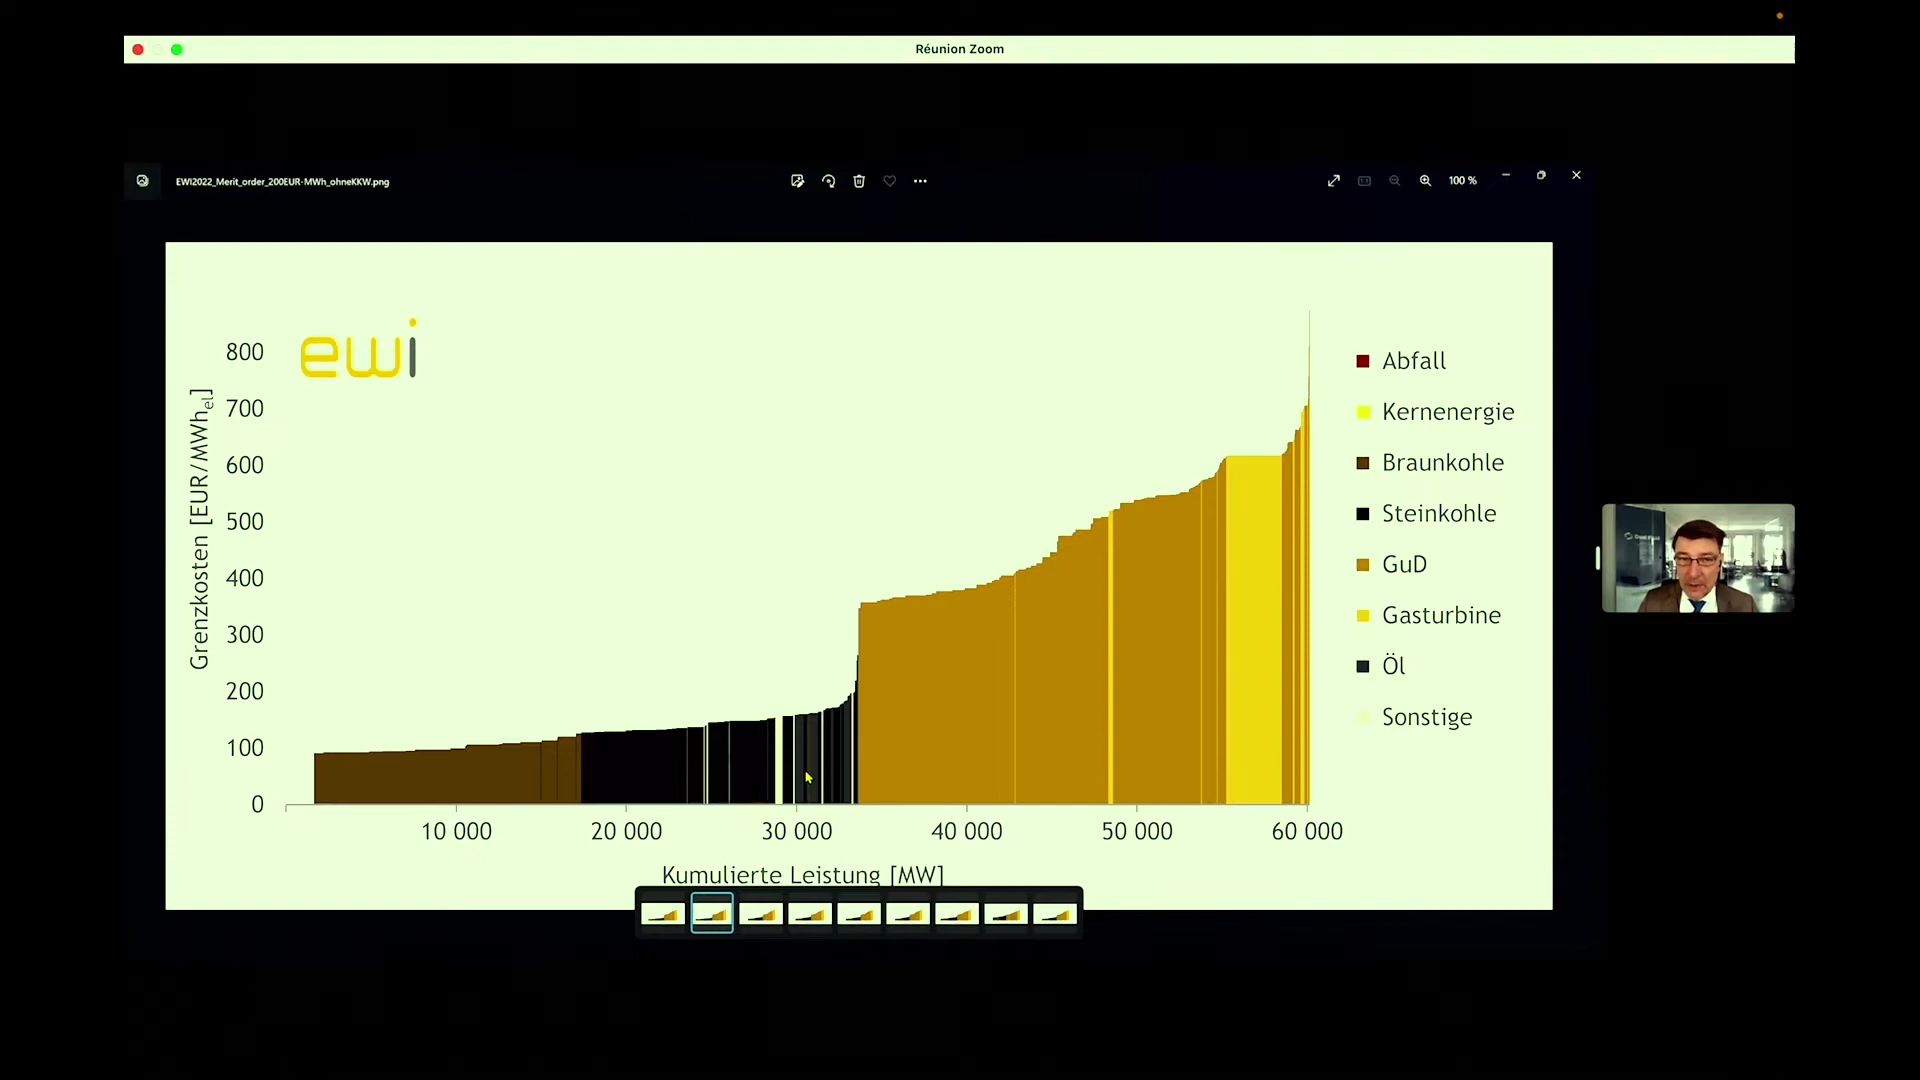 Réunion Zoom
EWI2022_Merit_order_200EUR-MWh_ohneKKW.png
100 %
ewi
800
700
600
500
400
300
200
100
0
Grenzkosten [EUR/MWhel]
10 000
20 000
30 000
40 000
50 000
60 000
Kumulierte Leistung [MW]
Abfall
Kernenergie
Braunkohle
Steinkohle
GuD
Gasturbine
Öl
Sonstige